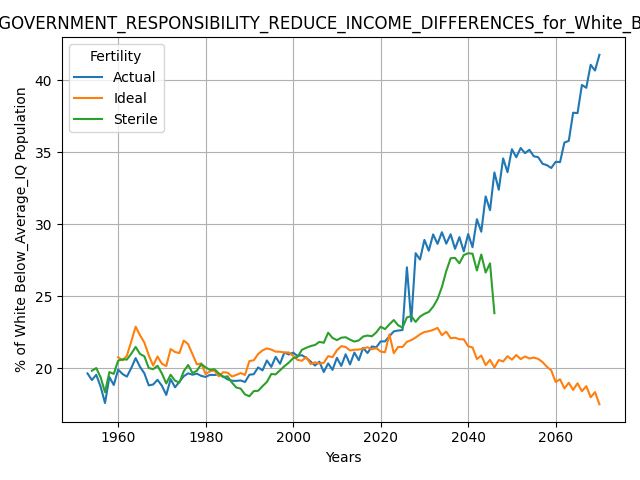 GOVERNMENT_RESPONSIBILITY_REDUCE_INCOME_DIFFERENCES_for_White_B
Fertility
Actual
Ideal
Sterile
% of White Below_Average_IQ Population
40
35
30
25
20
1960 1980 2000 2020 2040 2060
Years